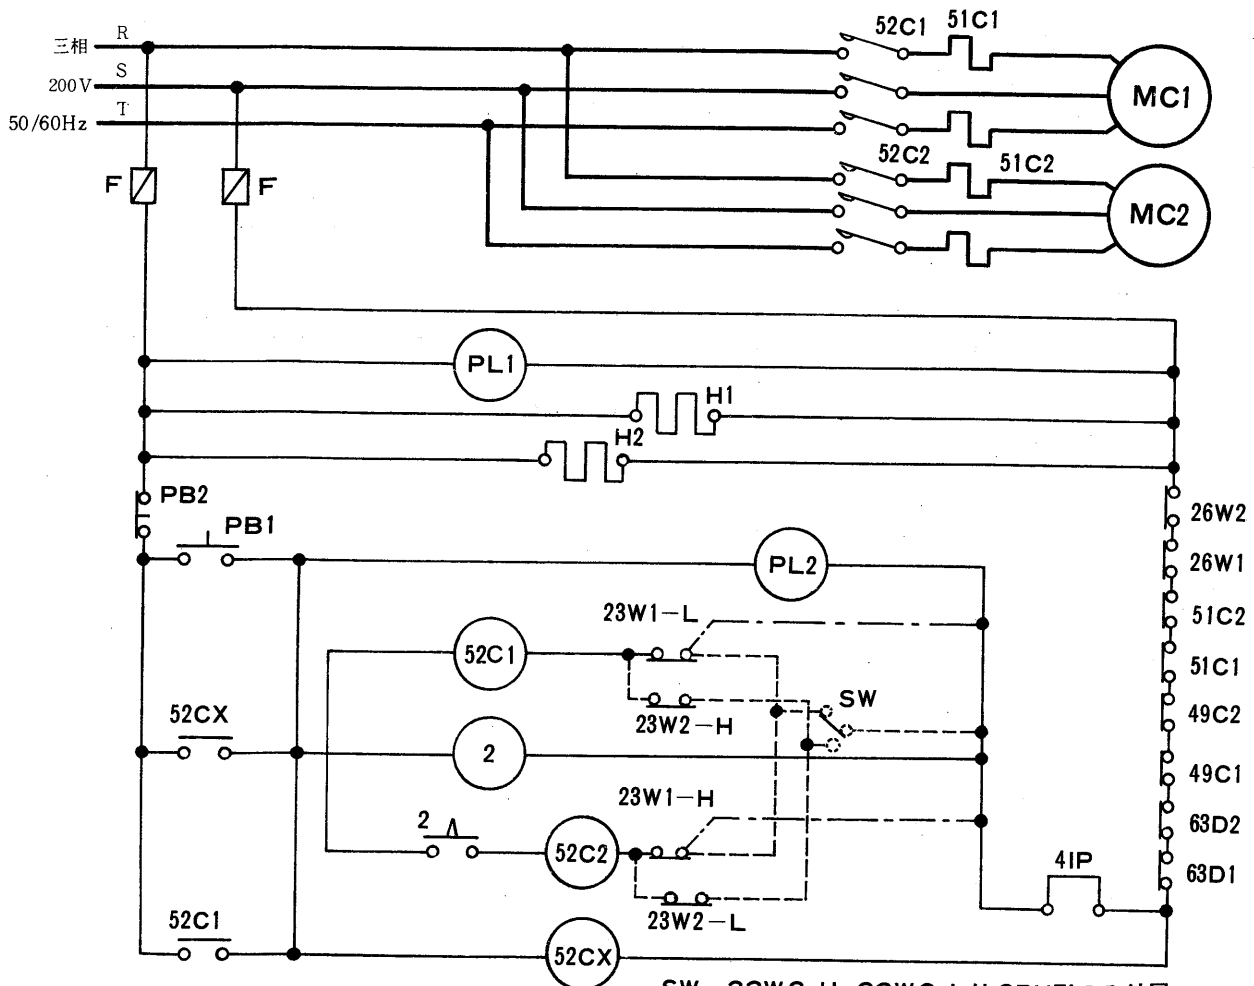 三相 R
200V S
50/60Hz T
52C1 51C1
MC1
52C2 51C2
MC2
F F
PL1
H1
H2
PB2
PB1
PL2
26W2
26W1
51C2
51C1
49C2
49C1
63D2
63D1
23W1-L
52C1
SW
23W2-H
52CX
2
23W1-H
2
52C2
23W2-L
41P
52C1
52CX